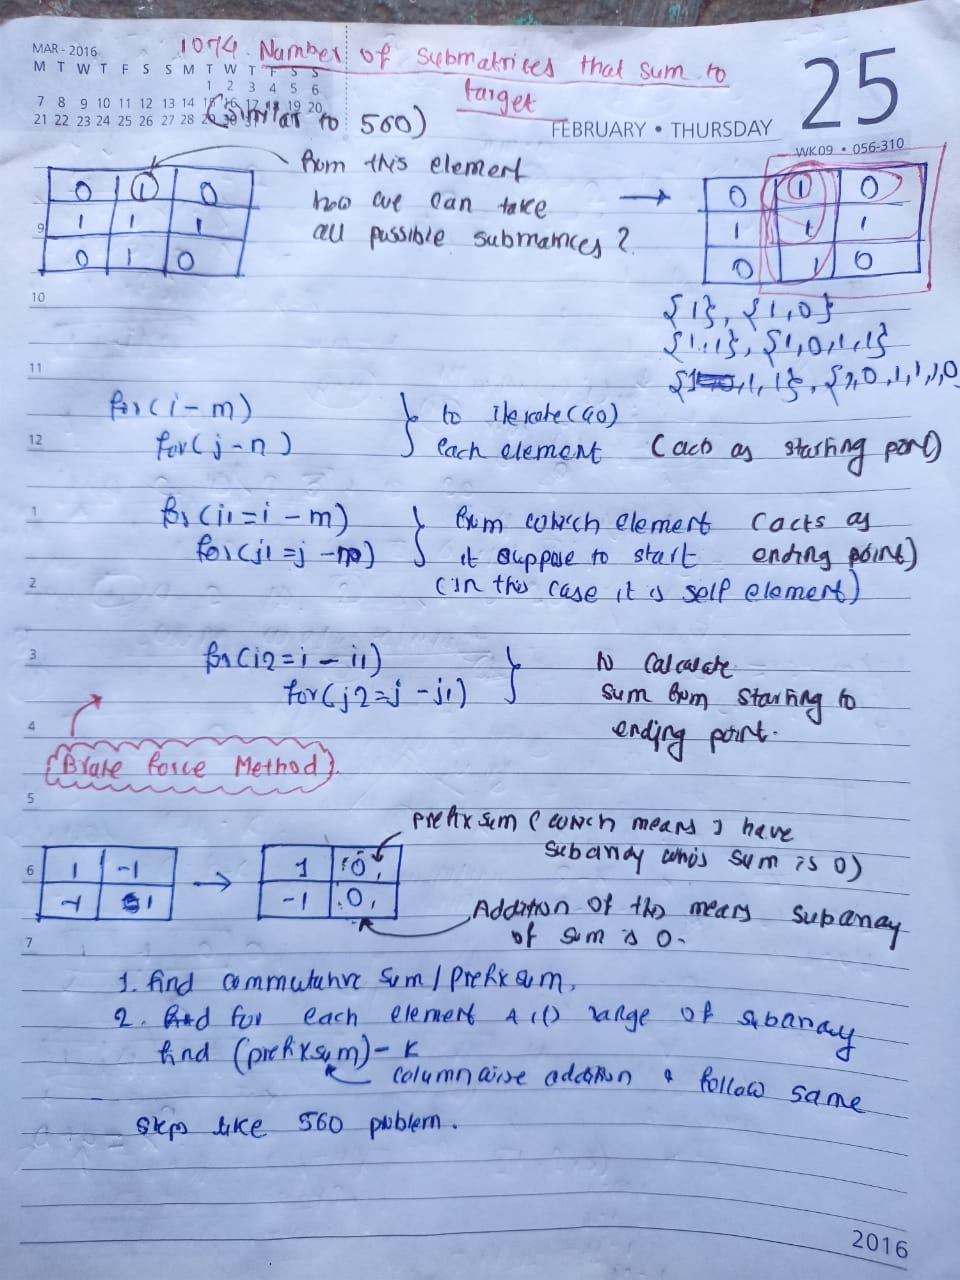 MAR - 2016
M T W T F S S M T W T F S S
1 2 3 4 5 6
7 8 9 10 11 12 13 14 15 16 17 18 19 20
21 22 23 24 25 26 27 28 29 30 31
1074. Number of submatrices that sum to
target
(similar to 560)
25
FEBRUARY • THURSDAY
WK09 • 056-310
0 1 0
1 1 1
0 1 0
from this element
how we can take
all possible submatrices ?
0 1 0
1 1 1
0 1 0
{1}, {1,0}
{1,1}, {1,0,1,1}
1,1}, {1,0,1,1,1,0
9
10
11
12
1
2
3
4
5
6
7
for(i-m)
for(j-n)
to iterate(go)
each element (acts as starting point)
for(i1=i-m)
for(j1=j-n)
from which element (acts as
it suppose to start ending point)
(in this case it is self element)
for(i2=i-i1)
for(j2=j-j1)
to calculate
sum from starting to
ending point.
(Brute force Method).
prefix sum (which means I have
subarray whis sum is 0)
1 -1
-1 1
1 0
-1 0
Addition of this means subarray
of sum is 0.
1. find commutative sum/prefix sum.
2. for each element & range of subarray
find (prefix sum)-k
columnwise addition & follow same
steps like 560 problem.
2016